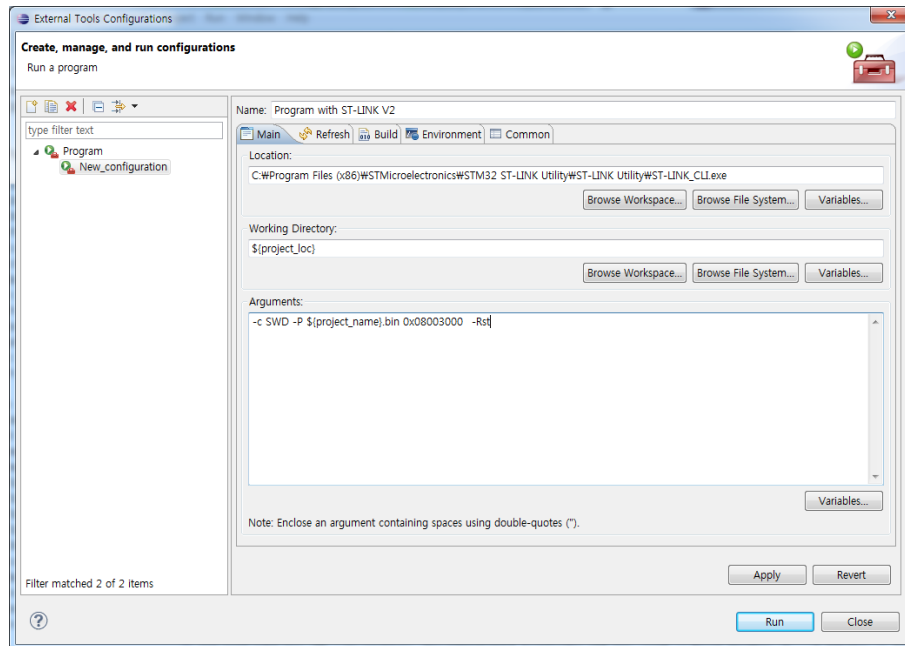 External Tools Configurations
Create, manage, and run configurations
Run a program
type filter text
Program
New_configuration
Filter matched 2 of 2 items
Name: Program with ST-LINK V2
Main Refresh Build Environment Common
Location:
C:₩Program Files (x86)₩STMicroelectronics₩STM32 ST-LINK Utility₩ST-LINK Utility₩ST-LINK_CLI.exe
Browse Workspace... Browse File System... Variables...
Working Directory:
${project_loc}
Browse Workspace... Browse File System... Variables...
Arguments:
-c SWD -P ${project_name}.bin 0x08003000 -Rst
Variables...
Note: Enclose an argument containing spaces using double-quotes (").
Apply Revert
Run Close